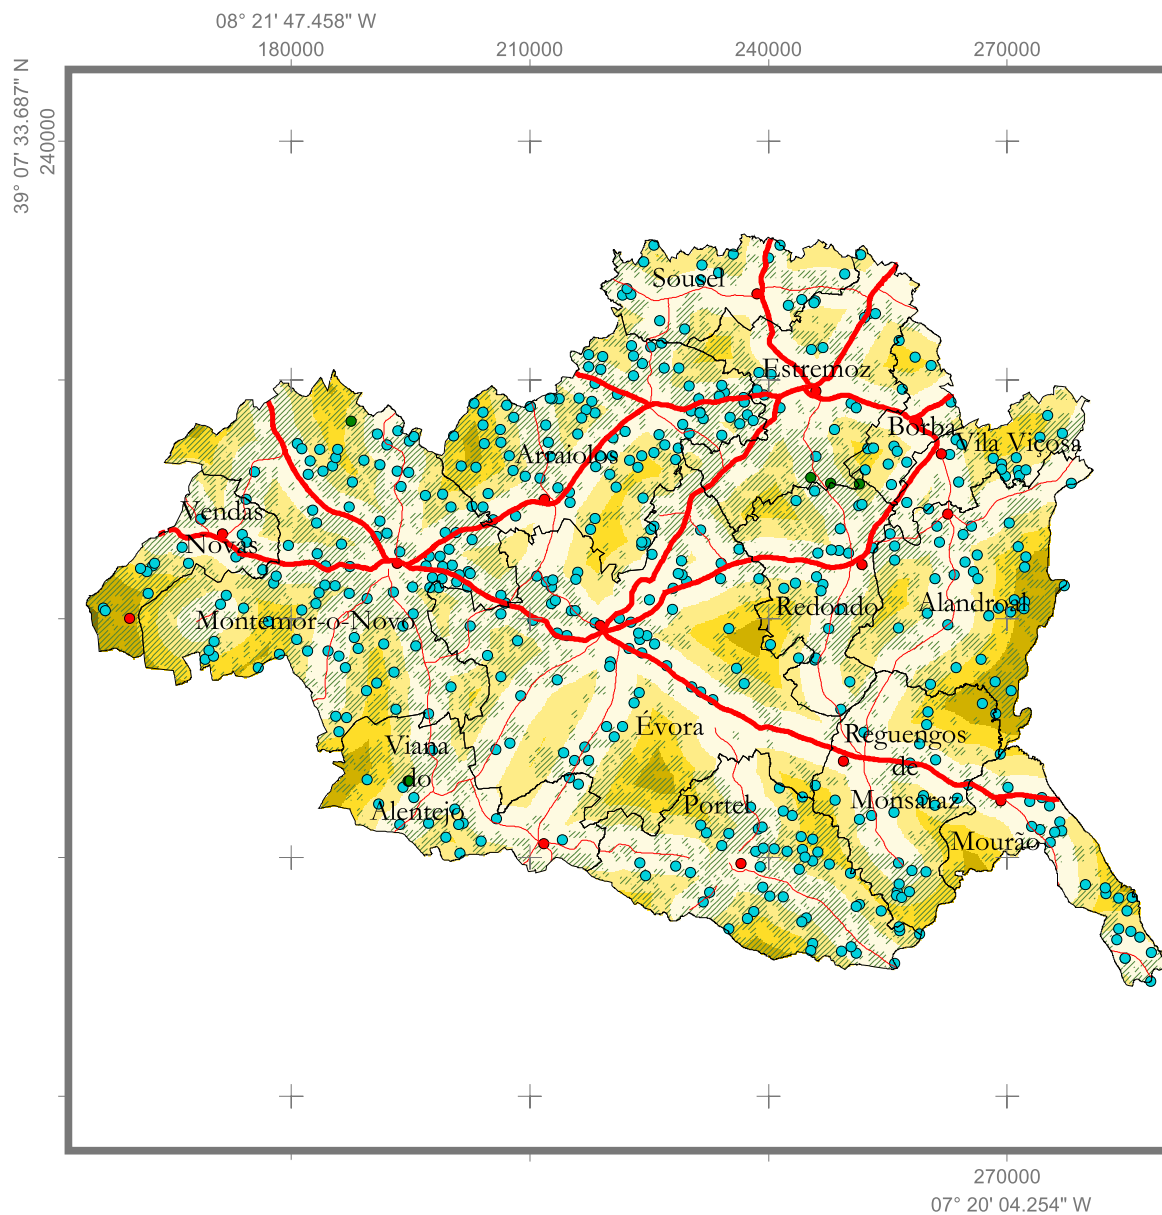 08° 21' 47.458" W
180000
210000
240000
270000
39° 07' 33.687" N
240000
Sousel
Estremoz
Borba
Vila Viçosa
Arraiolos
Vendas
Novas
Montemor-o-Novo
Redondo
Alandroal
Évora
Reguengos
de
Monsaraz
Viana
do
Alentejo
Portel
Mourão
270000
07° 20' 04.254" W